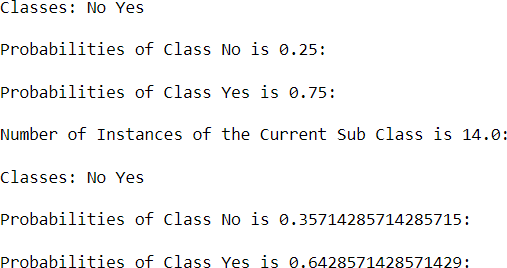 Classes: No Yes
Probabilities of Class No is 0.25:
Probabilities of Class Yes is 0.75:
Number of Instances of the Current Sub Class is 14.0:
Classes: No Yes
Probabilities of Class No is 0.35714285714285715:
Probabilities of Class Yes is 0.6428571428571429: